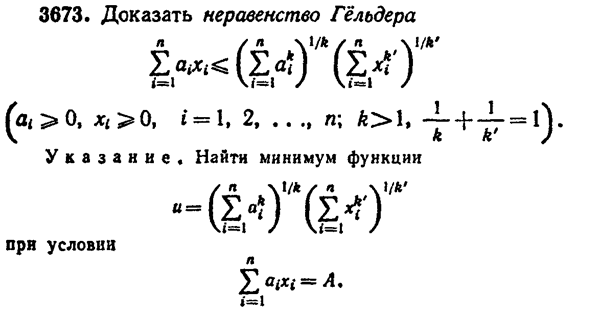 3673. Доказать неравенство Гёльдера
$\sum_{i=1}^{n} a_i x_i \leqslant \left( \sum_{i=1}^{n} a_i^k \right)^{1/k} \left( \sum_{i=1}^{n} x_i^{k'} \right)^{1/k'}$
$\left( a_i \geqslant 0, \ x_i \geqslant 0, \ i = 1, 2, \ldots, n; \ k > 1, \ \frac{1}{k} + \frac{1}{k'} = 1 \right).$
Указание. Найти минимум функции
$u = \left( \sum_{i=1}^{n} a_i^k \right)^{1/k} \left( \sum_{i=1}^{n} x_i^{k'} \right)^{1/k'}$
при условии
$\sum_{i=1}^{n} a_i x_i = A.$